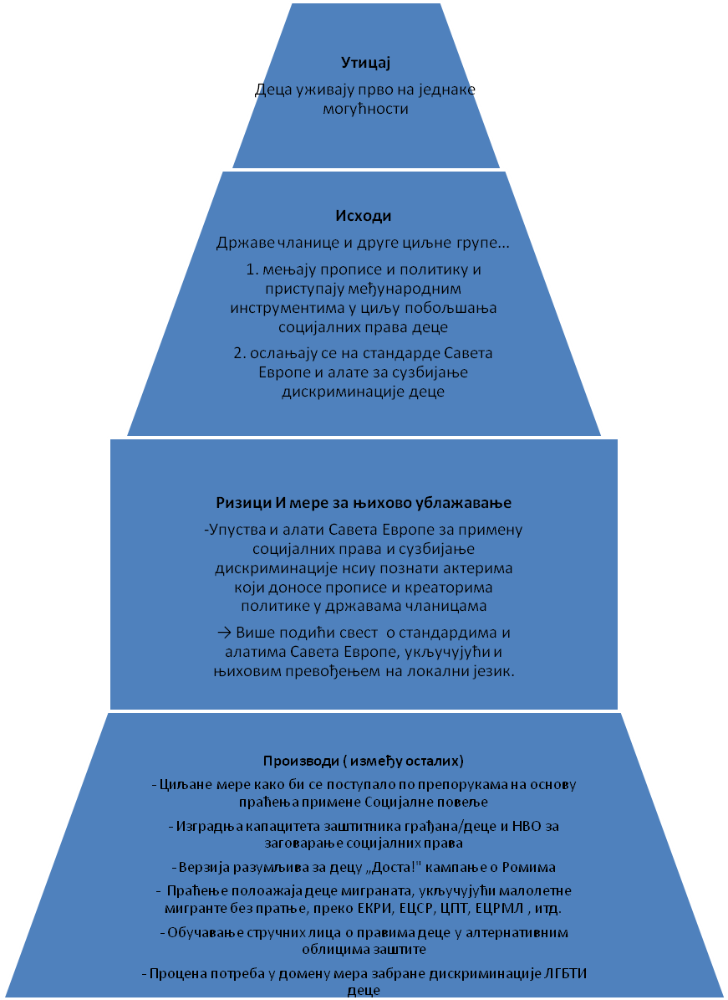 Утицај
Деца уживају прво на једнаке
могућности
Исходи
Државе чланице и друге циљне групе...
1. мењају прописе и политику и
приступају међународним
инструментима у циљу побољшања
социјалних права деце
2. ослањају се на стандарде Савета
Европе и алате за сузбијање
дискриминације деце
Ризици И мере за њихово ублажавање
-Упуства и алати Савета Европе за примену
социјалних права и сузбијање
дискриминације нсиу познати актерима
који доносе прописе и креаторима
политике у државама чланицама
→ Више подићи свест о стандардима и
алатима Савета Европе, укључујући и
њиховим превођењем на локални језик.
Производи ( између осталих)
- Циљане мере како би се поступало по препорукама на основу
праћења примене Социјалне повеље
- Изградња капацитета заштитника грађана/деце и НВО за
заговарање социјалних права
- Верзија разумљива за децу „Доста!" кампање о Ромима
- Праћење полоажаја деце миграната, укључујући малолетне
мигранте без пратње, преко ЕКРИ, ЕЦСР, ЦПТ, ЕЦРМЛ , итд.
- Обучавање стручних лица о правима деце у алтернативним
облицима заштите
- Процена потреба у домену мера забране дискриминације ЛГБТИ
деце